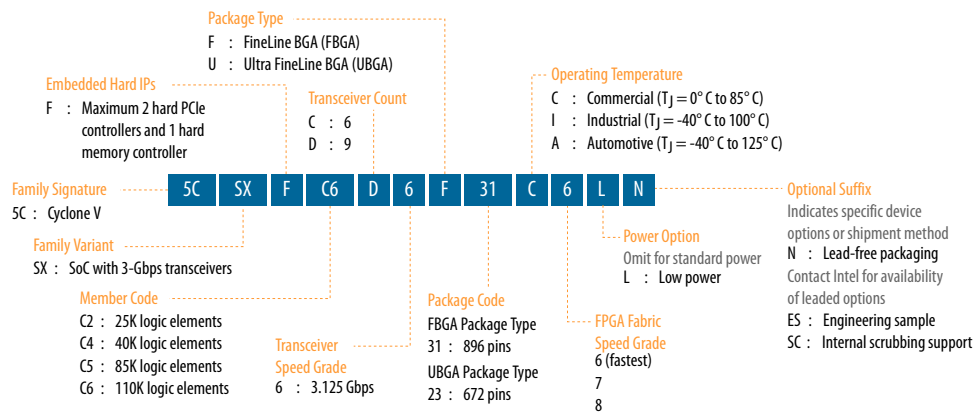 Package Type
F : FineLine BGA (FBGA)
U : Ultra FineLine BGA (UBGA)
Embedded Hard IPs
F : Maximum 2 hard PCIe
controllers and 1 hard
memory controller
Transceiver Count
C : 6
D : 9
Operating Temperature
C : Commercial (TJ = 0° C to 85° C)
I : Industrial (TJ = -40° C to 100° C)
A : Automotive (TJ = -40° C to 125° C)
5C SX F C6 D 6 F 31 C 6 L N
Family Signature
5C : Cyclone V
Family Variant
SX : SoC with 3-Gbps transceivers
Member Code
C2 : 25K logic elements
C4 : 40K logic elements
C5 : 85K logic elements
C6 : 110K logic elements
Transceiver
Speed Grade
6 : 3.125 Gbps
Package Code
FBGA Package Type
31 : 896 pins
UBGA Package Type
23 : 672 pins
FPGA Fabric
Speed Grade
6 (fastest)
7
8
Power Option
Omit for standard power
L : Low power
Optional Suffix
Indicates specific device
options or shipment method
N : Lead-free packaging
Contact Intel for availability
of leaded options
ES : Engineering sample
SC : Internal scrubbing support